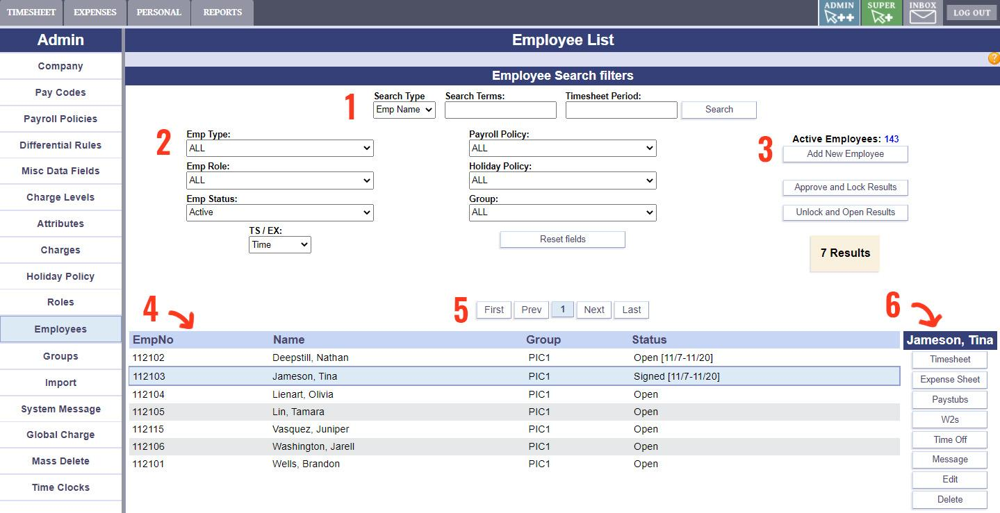 TIMESHEET EXPENSES PERSONAL REPORTS ADMIN ++ SUPER + INBOX LOG OUT
Admin
Company
Pay Codes
Payroll Policies
Differential Rules
Misc Data Fields
Charge Levels
Attributes
Charges
Holiday Policy
Roles
Employees
Groups
Import
System Message
Global Charge
Mass Delete
Time Clocks
Employee List
?
Employee Search filters
1
Search Type Search Terms: Timesheet Period:
Emp Name Search
2
Emp Type:
ALL
Emp Role:
ALL
Emp Status:
Active
TS / EX:
Time
Payroll Policy:
ALL
Holiday Policy:
ALL
Group:
ALL
Reset fields
3
Active Employees: 143
Add New Employee
Approve and Lock Results
Unlock and Open Results
7 Results
4
5
First Prev 1 Next Last
6
EmpNo Name Group Status
112102 Deepstill, Nathan PIC1 Open [11/7-11/20]
112103 Jameson, Tina PIC1 Signed [11/7-11/20]
112104 Lienart, Olivia PIC1 Open
112105 Lin, Tamara PIC1 Open
112115 Vasquez, Juniper PIC1 Open
112106 Washington, Jarell PIC1 Open
112101 Wells, Brandon PIC1 Open
Jameson, Tina
Timesheet
Expense Sheet
Paystubs
W2s
Time Off
Message
Edit
Delete